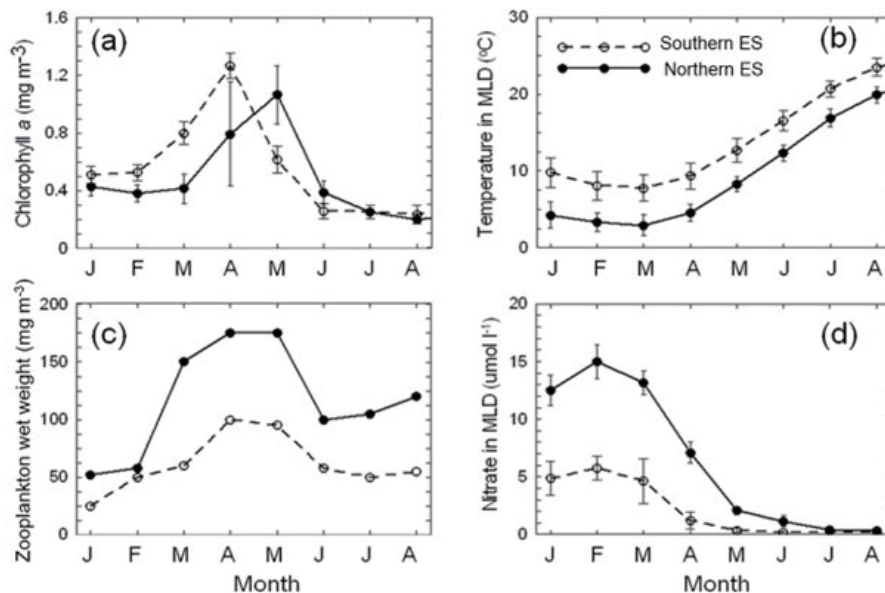 (a)
Chlorophyll a (mg m-3)
1.6
1.2
0.8
0.4
0
J F M A M J J A
(b)
Southern ES
Northern ES
Temperature in MLD (oC)
30
20
10
0
J F M A M J J A
(c)
Zooplankton wet weight (mg m-3)
200
150
100
50
0
J F M A M J J A
Month
(d)
Nitrate in MLD (umol l-1)
20
15
10
5
0
J F M A M J J A
Month